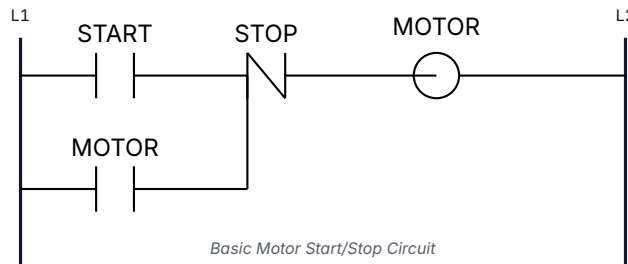 L1
L2
START
STOP
MOTOR
MOTOR
Basic Motor Start/Stop Circuit